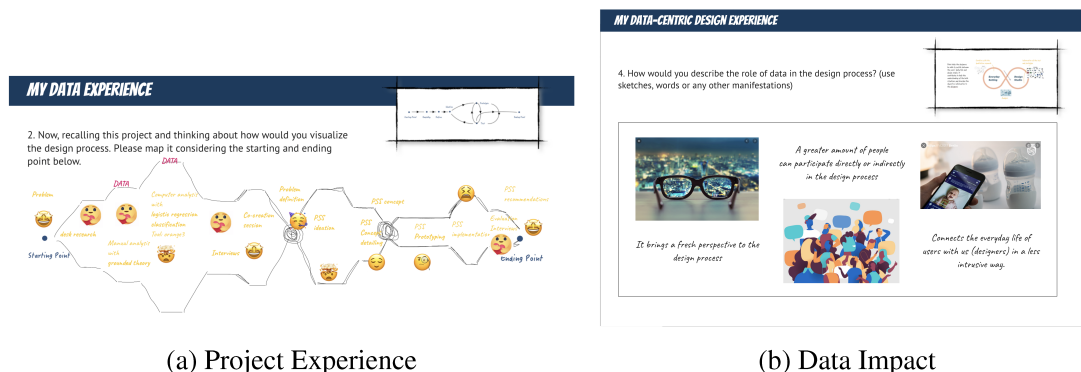 MY DATA EXPERIENCE
2. Now, recalling this project and thinking about how would you visualize
the design process. Please map it considering the starting and ending
point below.
DATA
DATA
Problem
desk research
Starting Point
Computer analysis
with
logistic regression
classification
Manual analysis
with
grounded theory
Co creation
session
Interviews
Problem
definition
PSS
ideation
PSS concept
PSS
Concept
detailing
PSS
Prototyping
PSS
implementation
PSS
recommendations
Evaluation
Interviews
Ending Point
(a) Project Experience
MY DATA-CENTRIC DESIGN EXPERIENCE
4. How would you describe the role of data in the design process? (use
sketches, words or any other manifestations)
It brings a fresh perspective to the
design process
A greater amount of people
can participate directly or indirectly
in the design process
Connects the everyday life of
users with us (designers) in a less
intrusive way.
(b) Data Impact